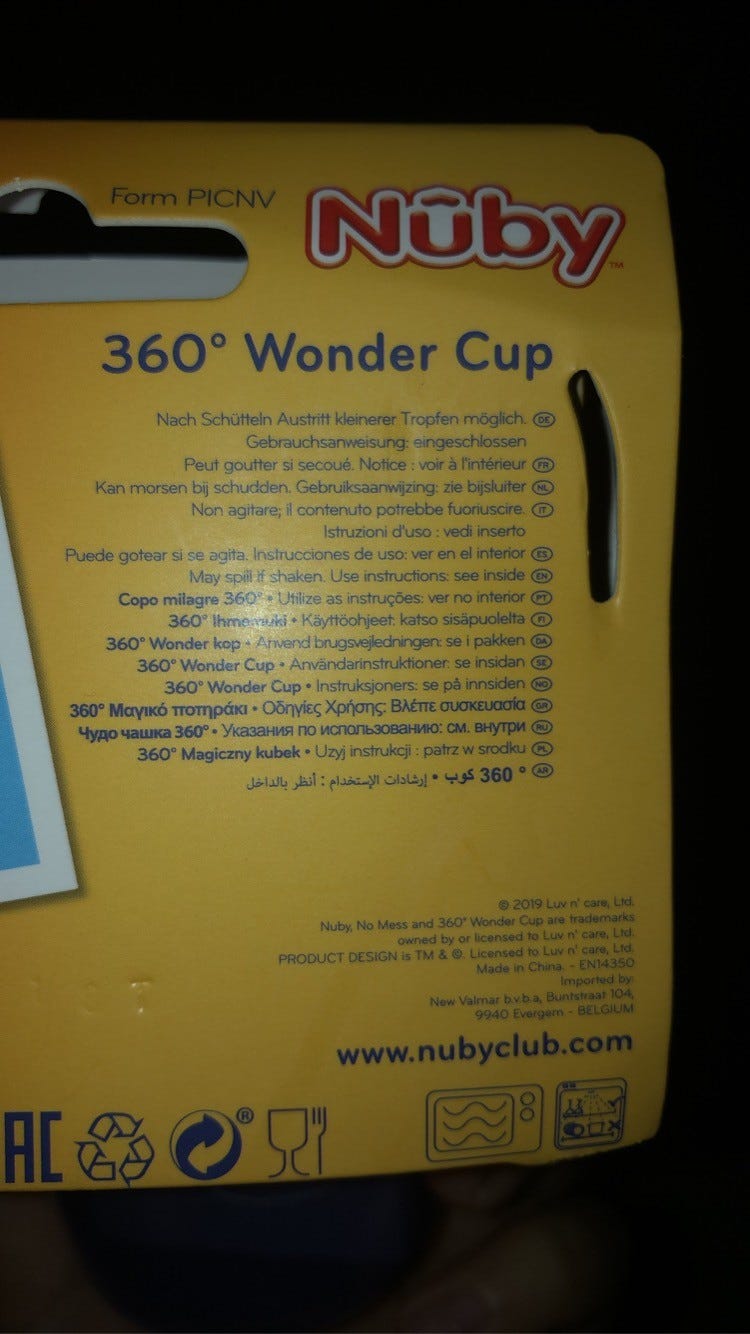 Form PICNV
Nûby™
360° Wonder Cup
Nach Schütteln Austritt kleinerer Tropfen möglich. DE
Gebrauchsanweisung: eingeschlossen
Peut goutter si secoué. Notice : voir à l'intérieur FR
Kan morsen bij schudden. Gebruiksaanwijzing: zie bijsluiter NL
Non agitare; il contenuto potrebbe fuoriuscire. IT
Istruzioni d'uso : vedi inserto
Puede gotear si se agita. Instrucciones de uso: ver en el interior ES
May spill if shaken. Use instructions: see inside EN
Copo milagre 360° • Utilize as instruções: ver no interior PT
360° Ihmemuki • Käyttöohjeet: katso sisäpuolelta FI
360° Wonder kop • Anvend brugsvejledningen: se i pakken DA
360° Wonder Cup • Användarinstruktioner: se insidan SE
360° Wonder Cup • Instruksjoners: se på innsiden NO
360° Μαγικό ποτηράκι • Οδηγίες Χρήσης: Βλέπε συσκευασία GR
Чудо чашка 360° • Указания по использованию: см. внутри RU
360° Magiczny kubek • Uzyj instrukcji : patrz w srodku PL
360 ° كوب • إرشادات الإستخدام : أنظر بالداخل AR
© 2019 Luv n' care, Ltd.
Nuby, No Mess and 360° Wonder Cup are trademarks
owned by or licensed to Luv n' care, Ltd.
PRODUCT DESIGN is TM & ©. Licensed to Luv n' care, Ltd.
Made in China. - EN14350
Imported by:
New Valmar b.v.b.a, Buntstraat 104,
9940 Evergem - BELGIUM
www.nubyclub.com
EAC
®